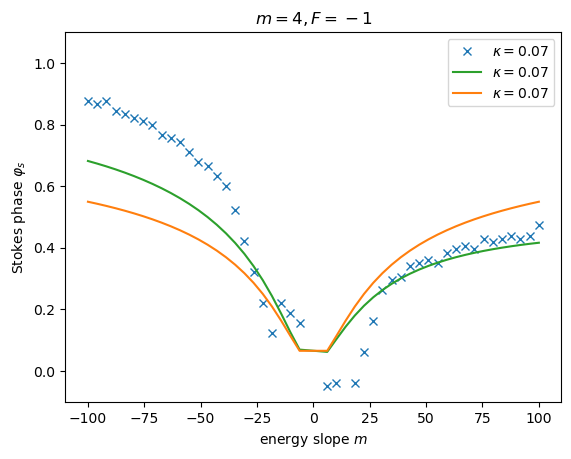 m = 4, F = −1
κ = 0.07
κ = 0.07
κ = 0.07
Stokes phase φₛ
1.0
0.8
0.6
0.4
0.2
0.0
−100 −75 −50 −25 0 25 50 75 100
energy slope m